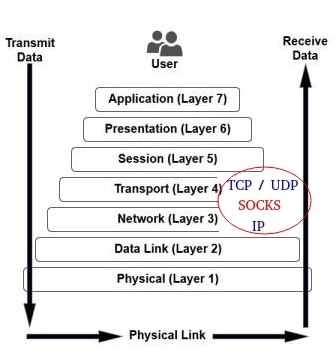 Transmit
Data
User
Receive
Data
Application (Layer 7)
Presentation (Layer 6)
Session (Layer 5)
Transport (Layer 4)
TCP / UDP
SOCKS
Network (Layer 3)
IP
Data Link (Layer 2)
Physical (Layer 1)
Physical Link